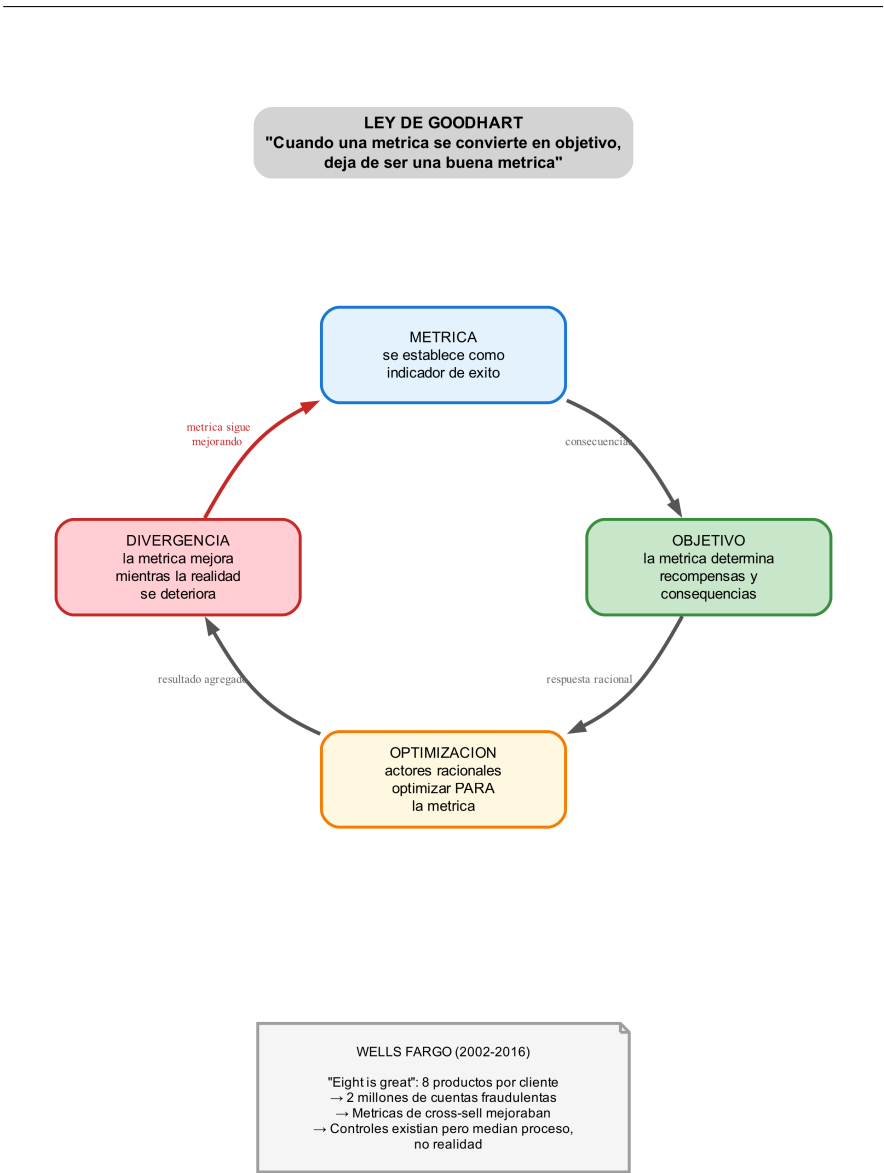 LEY DE GOODHART
"Cuando una metrica se convierte en objetivo,
deja de ser una buena metrica"
METRICA
se establece como
indicador de exito
metrica sigue
mejorando
consecuencias
DIVERGENCIA
la metrica mejora
mientras la realidad
se deteriora
OBJETIVO
la metrica determina
recompensas y
consequencias
resultado agregado
respuesta racional
OPTIMIZACION
actores racionales
optimizar PARA
la metrica
WELLS FARGO (2002-2016)
"Eight is great": 8 productos por cliente
→ 2 millones de cuentas fraudulentas
→ Metricas de cross-sell mejoraban
→ Controles existian pero median proceso,
no realidad